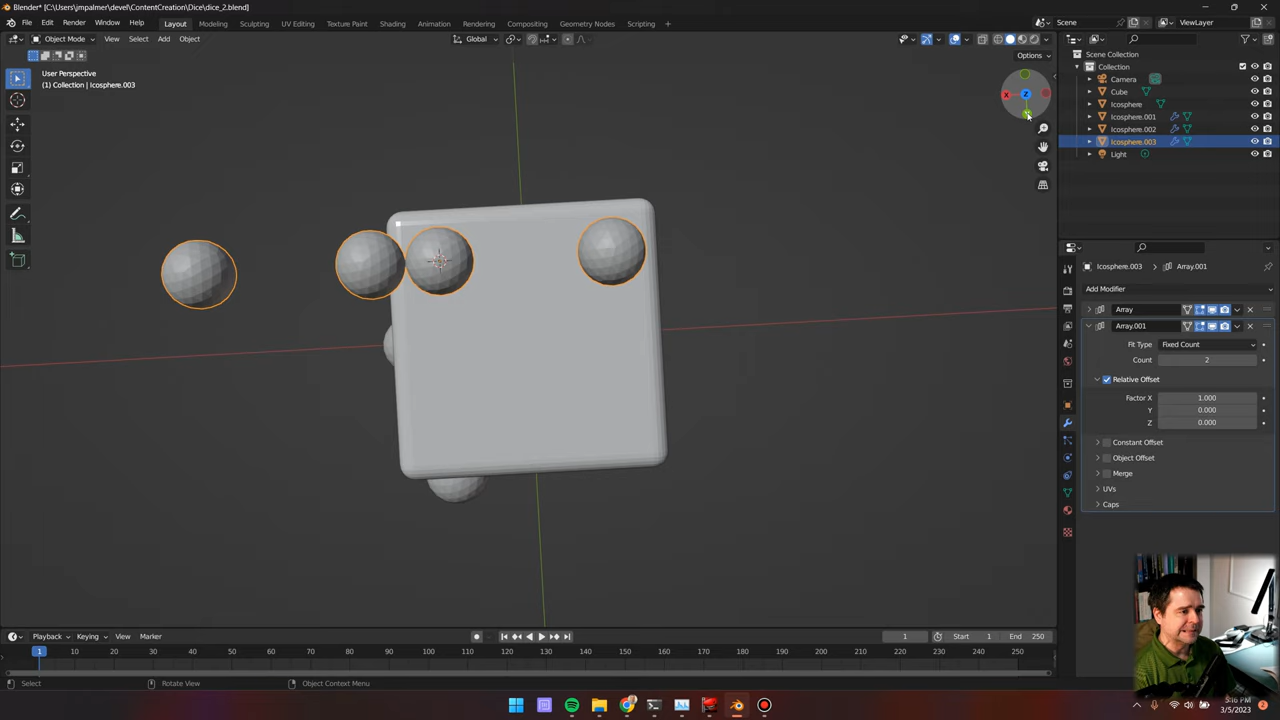 Blender* [C:\Users\jmpalmer\devel\ContentCreation\Dice\dice_2.blend]
File Edit Render Window Help Layout Modeling Sculpting UV Editing Texture Paint Shading Animation Rendering Compositing Geometry Nodes Scripting + Scene ViewLayer
Object Mode View Select Add Object Global
Options
User Perspective
(1) Collection | Icosphere.003
X
Z
Y
Scene Collection
Collection
Camera
Cube
Icosphere
Icosphere.001
Icosphere.002
Icosphere.003
Light
Icosphere.003 > Array.001
Add Modifier
Array
Array.001
Fit Type Fixed Count
Count 2
Relative Offset
Factor X 1.000
Y 0.000
Z 0.000
Constant Offset
Object Offset
Merge
UVs
Caps
Playback Keying View Marker 1 Start 1 End 250
1 10 20 30 40 50 60 70 80 90 100 110 120 130 140 150 160 170 180 190 200 210 220 230 240 250
Select Rotate View Object Context Menu
5:16 PM
3/5/2023